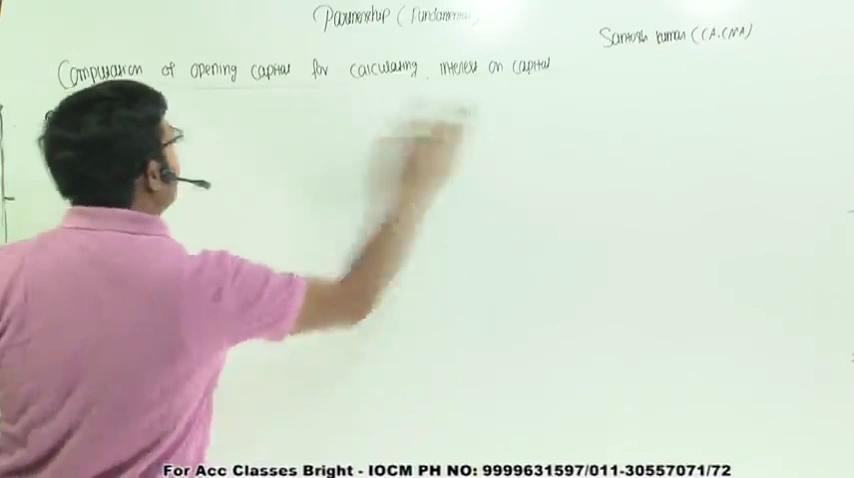 Partnership (Fundamental)
Santosh Kumar (CA.CMA)
Computation of opening capital for calculating interest on capital
For Acc Classes Bright - IOCM PH NO: 9999631597/011-30557071/72